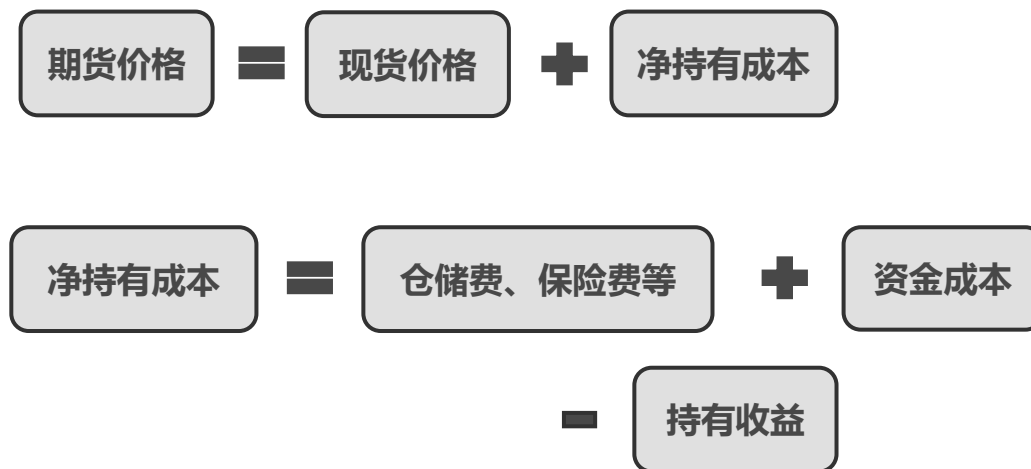 期货价格 = 现货价格 + 净持有成本
净持有成本 = 仓储费、保险费等 + 资金成本
- 持有收益